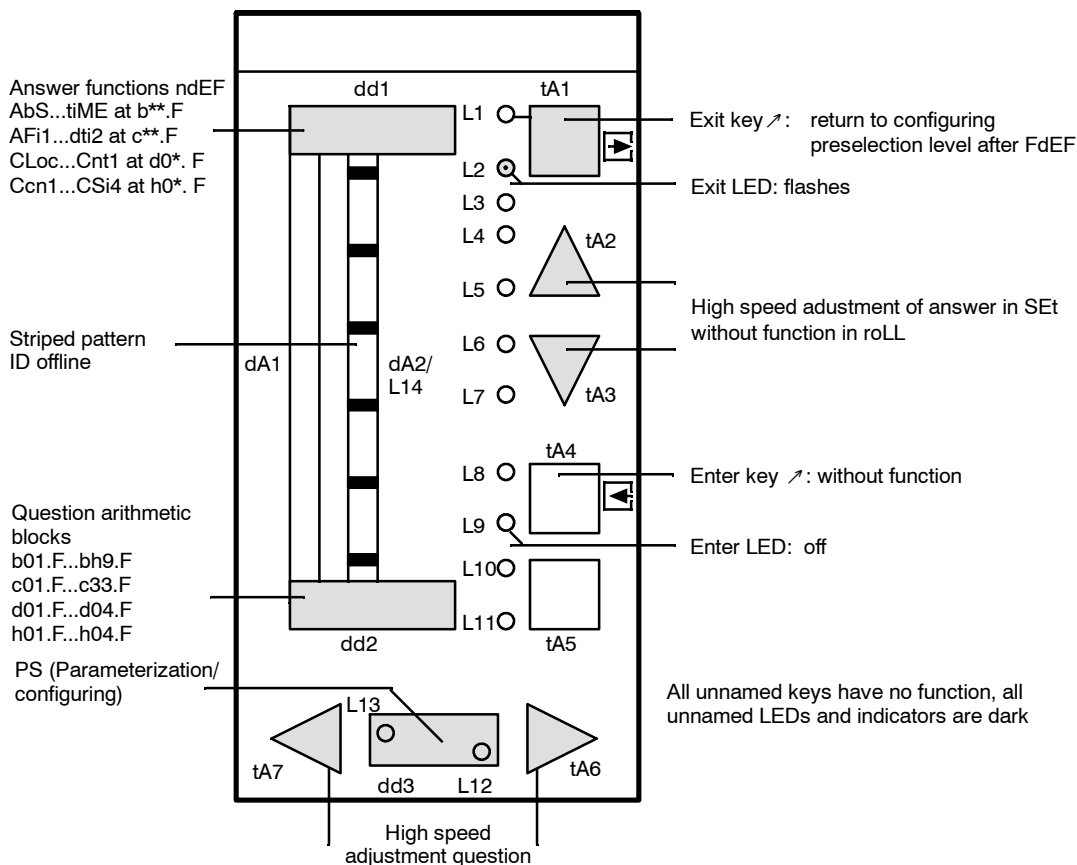 Answer functions ndEF
AbS...tiME at b**.F
AFi1...dti2 at c**.F
CLoc...Cnt1 at d0*. F
Ccn1...CSi4 at h0*. F
dd1
tA1
L1
L2
L3
L4
L5
L6
L7
L8
L9
L10
L11
Exit key↗: return to configuring
preselection level after FdEF
Exit LED: flashes
tA2
High speed adustment of answer in SEt
without function in roLL
tA3
Striped pattern
ID offline
dA1
dA2/
L14
tA4
Enter key ↗: without function
Enter LED: off
Question arithmetic
blocks
b01.F...bh9.F
c01.F...c33.F
d01.F...d04.F
h01.F...h04.F
dd2
tA5
PS (Parameterization/
configuring)
L13
tA7
dd3
L12
tA6
All unnamed keys have no function, all
unnamed LEDs and indicators are dark
High speed
adjustment question